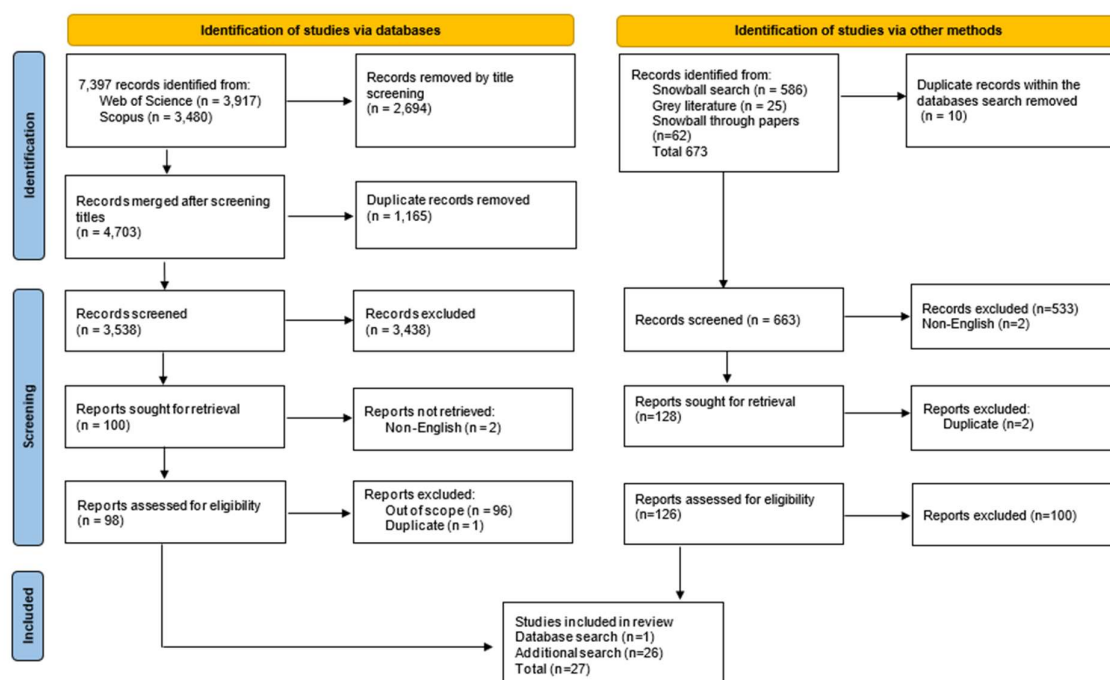 Identification of studies via databases
Identification of studies via other methods
Identification
7,397 records identified from:
Web of Science (n = 3,917)
Scopus (n = 3,480)
Records removed by title
screening
(n = 2,694)
Records identified from:
Snowball search (n = 586)
Grey literature (n = 25)
Snowball through papers
(n=62)
Total 673
Duplicate records within the
databases search removed
(n = 10)
Records merged after screening
titles
(n = 4,703)
Duplicate records removed
(n = 1,165)
Screening
Records screened
(n = 3,538)
Records excluded
(n = 3,438)
Records screened (n = 663)
Records excluded (n=533)
Non-English (n=2)
Reports sought for retrieval
(n = 100)
Reports not retrieved:
Non-English (n = 2)
Reports sought for retrieval
(n=128)
Reports excluded:
Duplicate (n=2)
Reports assessed for eligibility
(n = 98)
Reports excluded:
Out of scope (n = 96)
Duplicate (n = 1)
Reports assessed for eligibility
(n=126)
Reports excluded (n=100)
Included
Studies included in review
Database search (n=1)
Additional search (n=26)
Total (n=27)